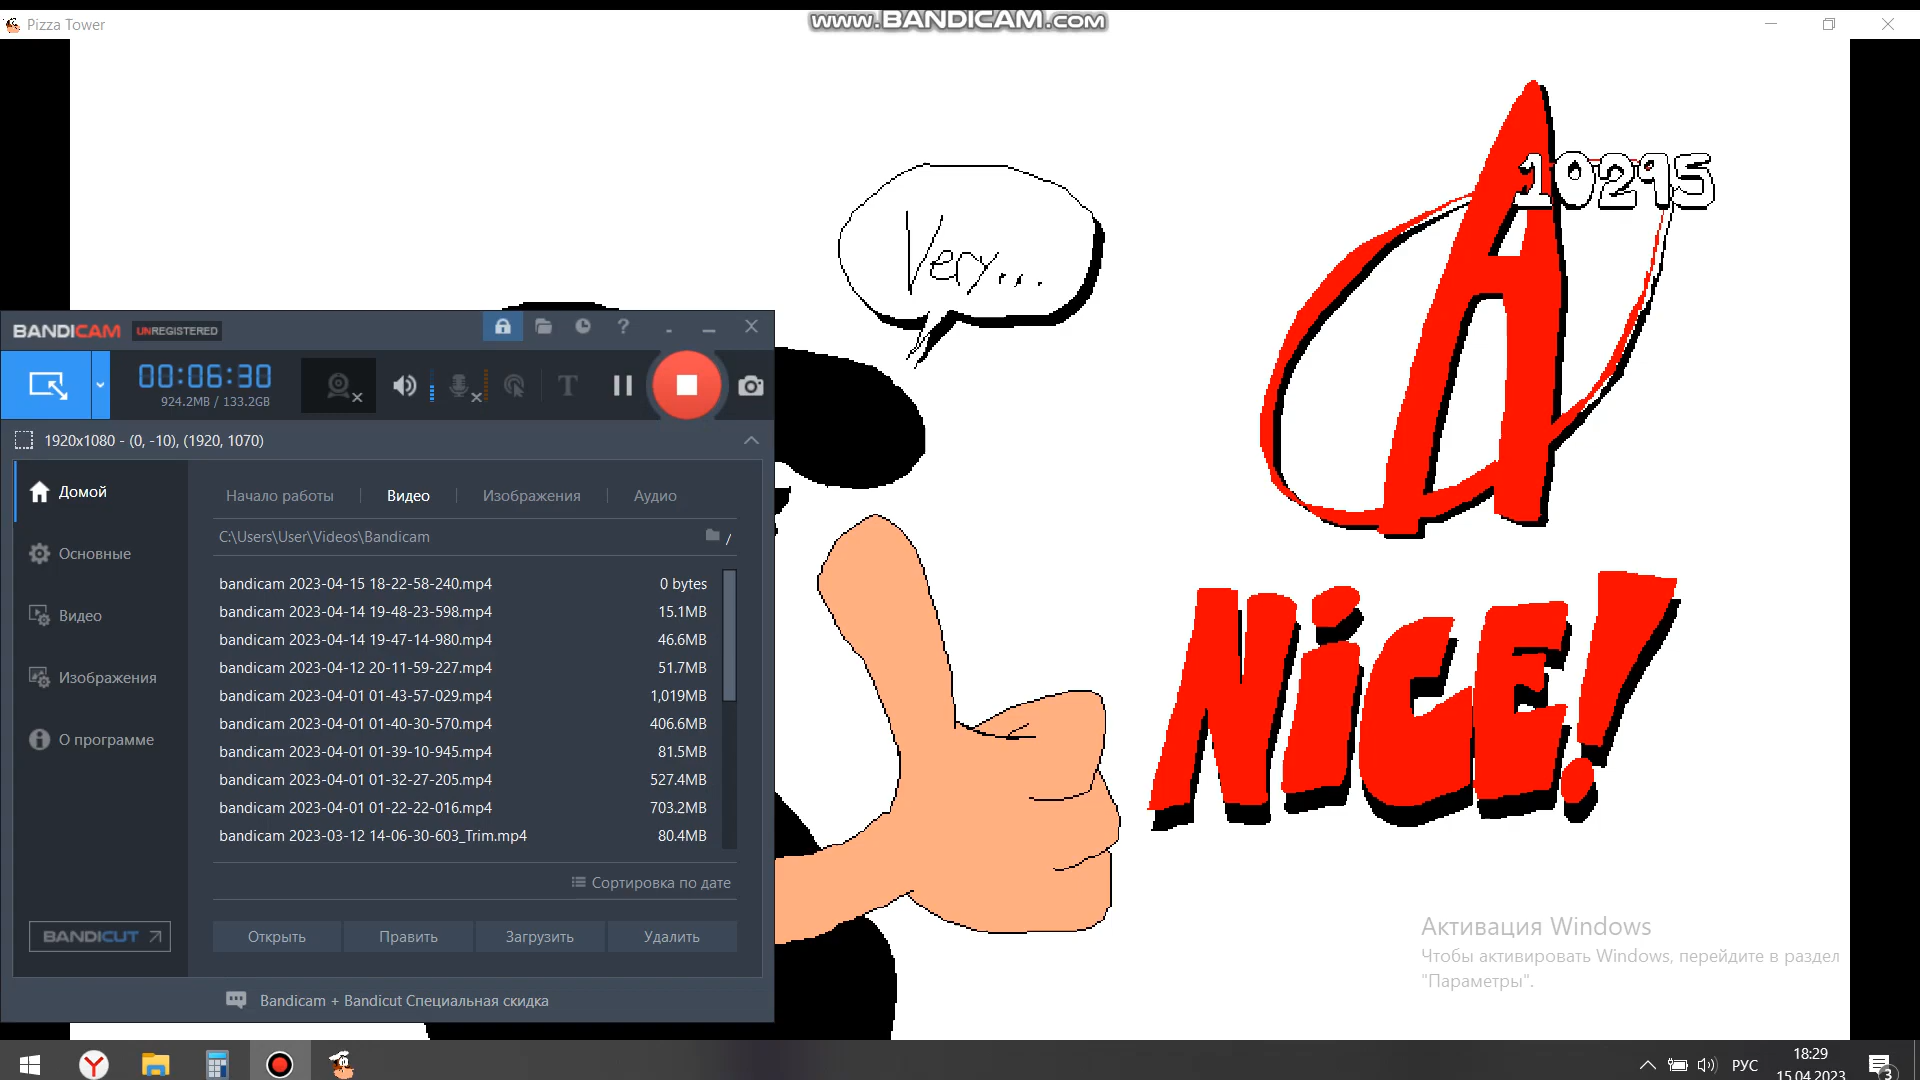 Pizza Tower
www.BANDICAM.com
10295
A
Very...
NiCE!
BANDICAM UNREGISTERED
?
00:06:30
924.2MB / 133.2GB
T
1920x1080 - (0, -10), (1920, 1070)
Домой
Основные
Видео
Изображения
О программе
BANDICUT
Начало работы
Видео
Изображения
Аудио
C:\Users\User\Videos\Bandicam
/
bandicam 2023-04-15 18-22-58-240.mp4 0 bytes
bandicam 2023-04-14 19-48-23-598.mp4 15.1MB
bandicam 2023-04-14 19-47-14-980.mp4 46.6MB
bandicam 2023-04-12 20-11-59-227.mp4 51.7MB
bandicam 2023-04-01 01-43-57-029.mp4 1,019MB
bandicam 2023-04-01 01-40-30-570.mp4 406.6MB
bandicam 2023-04-01 01-39-10-945.mp4 81.5MB
bandicam 2023-04-01 01-32-27-205.mp4 527.4MB
bandicam 2023-04-01 01-22-22-016.mp4 703.2MB
bandicam 2023-03-12 14-06-30-603_Trim.mp4 80.4MB
Сортировка по дате
Открыть Править Загрузить Удалить
Bandicam + Bandicut Специальная скидка
Активация Windows
Чтобы активировать Windows, перейдите в раздел
"Параметры".
РУС
18:29
15.04.2023
3